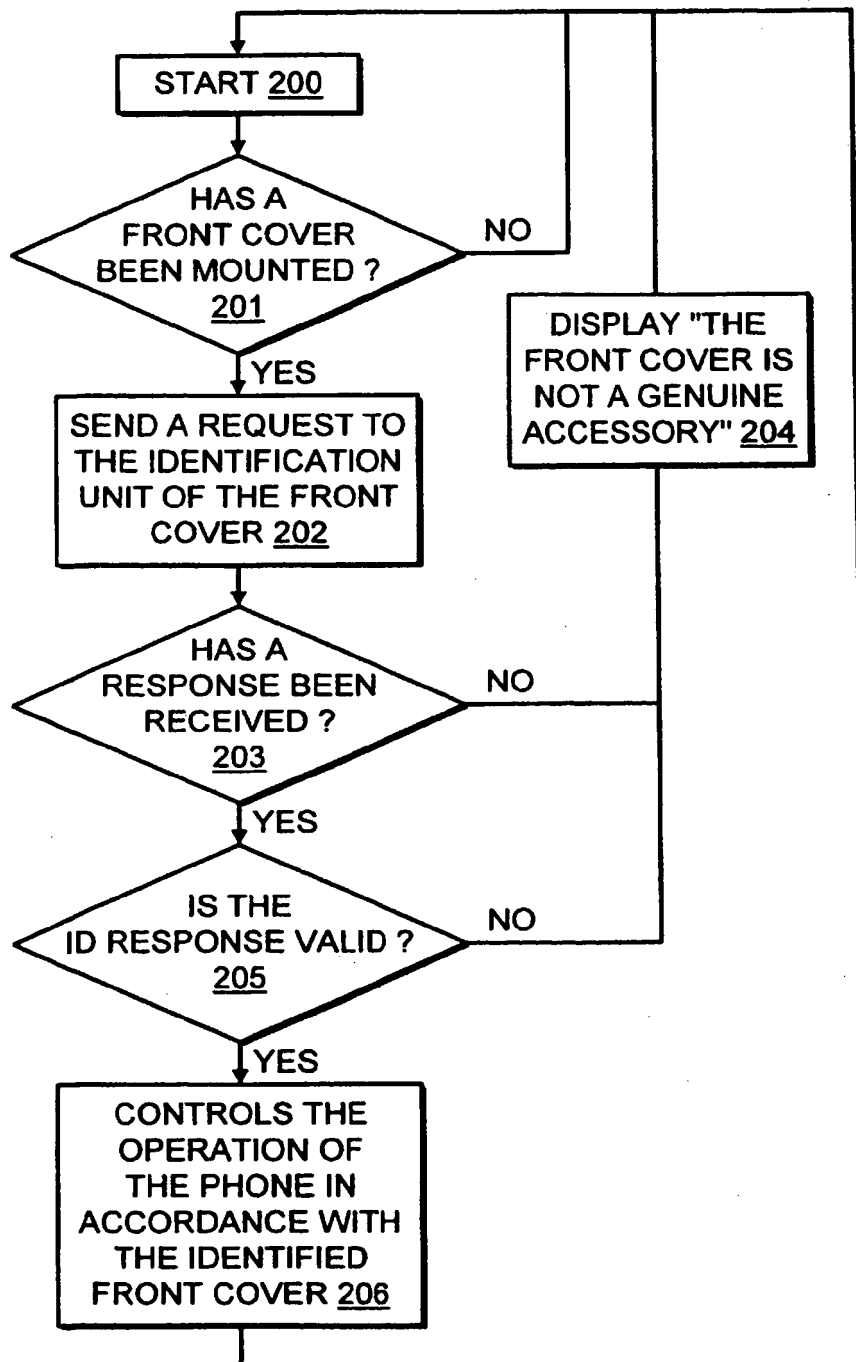 START 200
HAS A
FRONT COVER
BEEN MOUNTED ?
201
NO
YES
SEND A REQUEST TO
THE IDENTIFICATION
UNIT OF THE FRONT
COVER 202
DISPLAY "THE
FRONT COVER IS
NOT A GENUINE
ACCESSORY" 204
HAS A
RESPONSE BEEN
RECEIVED ?
203
NO
YES
IS THE
ID RESPONSE VALID ?
205
NO
YES
CONTROLS THE
OPERATION OF
THE PHONE IN
ACCORDANCE WITH
THE IDENTIFIED
FRONT COVER 206